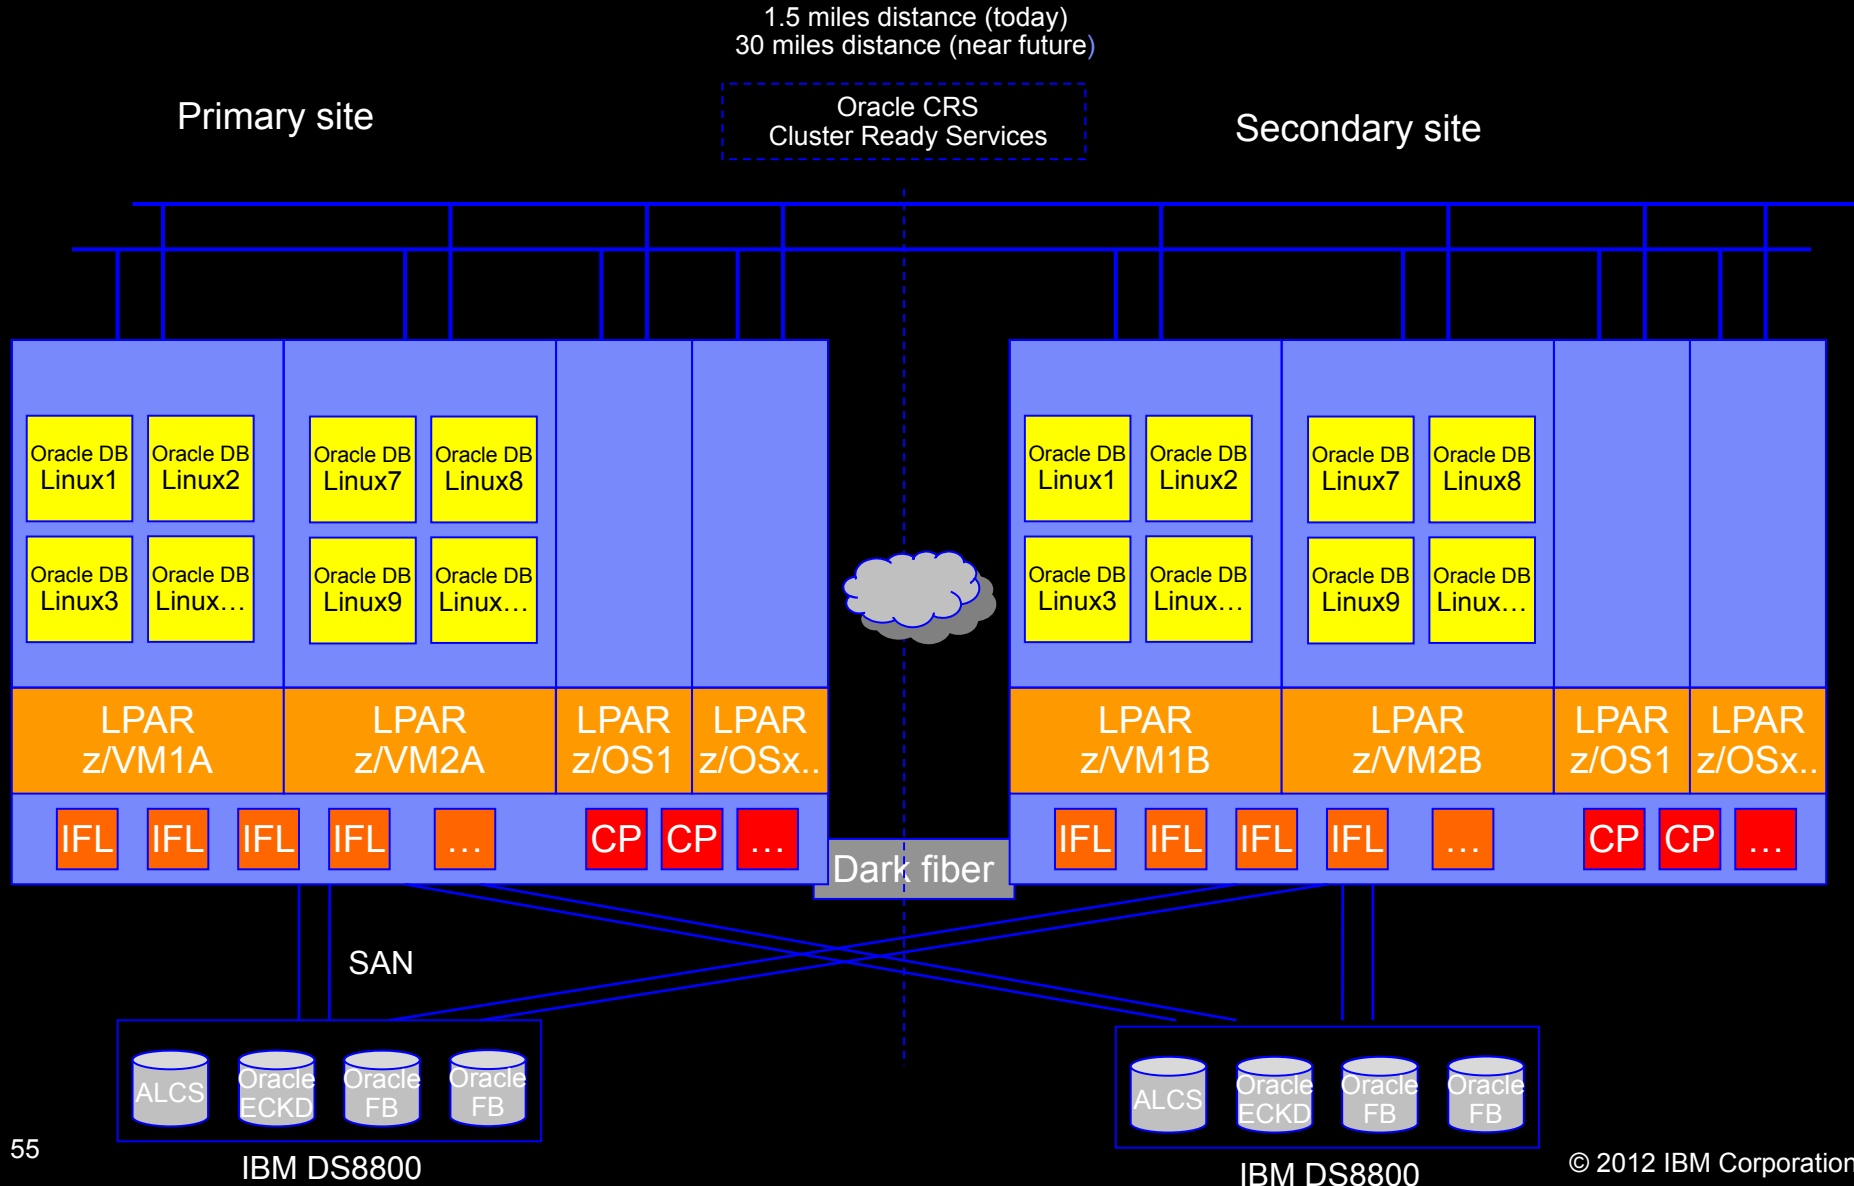 1.5 miles distance (today)
30 miles distance (near future)
Oracle CRS
Cluster Ready Services
Primary site
Secondary site
Oracle DB
Linux1
Oracle DB
Linux2
Oracle DB
Linux7
Oracle DB
Linux8
Oracle DB
Linux3
Oracle DB
Linux…
Oracle DB
Linux9
Oracle DB
Linux…
LPAR
z/VM1A
LPAR
z/VM2A
LPAR
z/OS1
LPAR
z/OSx..
IFL
IFL
IFL
IFL
…
CP
CP
…
Oracle DB
Linux1
Oracle DB
Linux2
Oracle DB
Linux7
Oracle DB
Linux8
Oracle DB
Linux3
Oracle DB
Linux…
Oracle DB
Linux9
Oracle DB
Linux…
LPAR
z/VM1B
LPAR
z/VM2B
LPAR
z/OS1
LPAR
z/OSx..
IFL
IFL
IFL
IFL
…
CP
CP
…
Dark fiber
SAN
ALCS
Oracle
ECKD
Oracle
FB
Oracle
FB
IBM DS8800
ALCS
Oracle
ECKD
Oracle
FB
Oracle
FB
IBM DS8800
55
© 2012 IBM Corporation